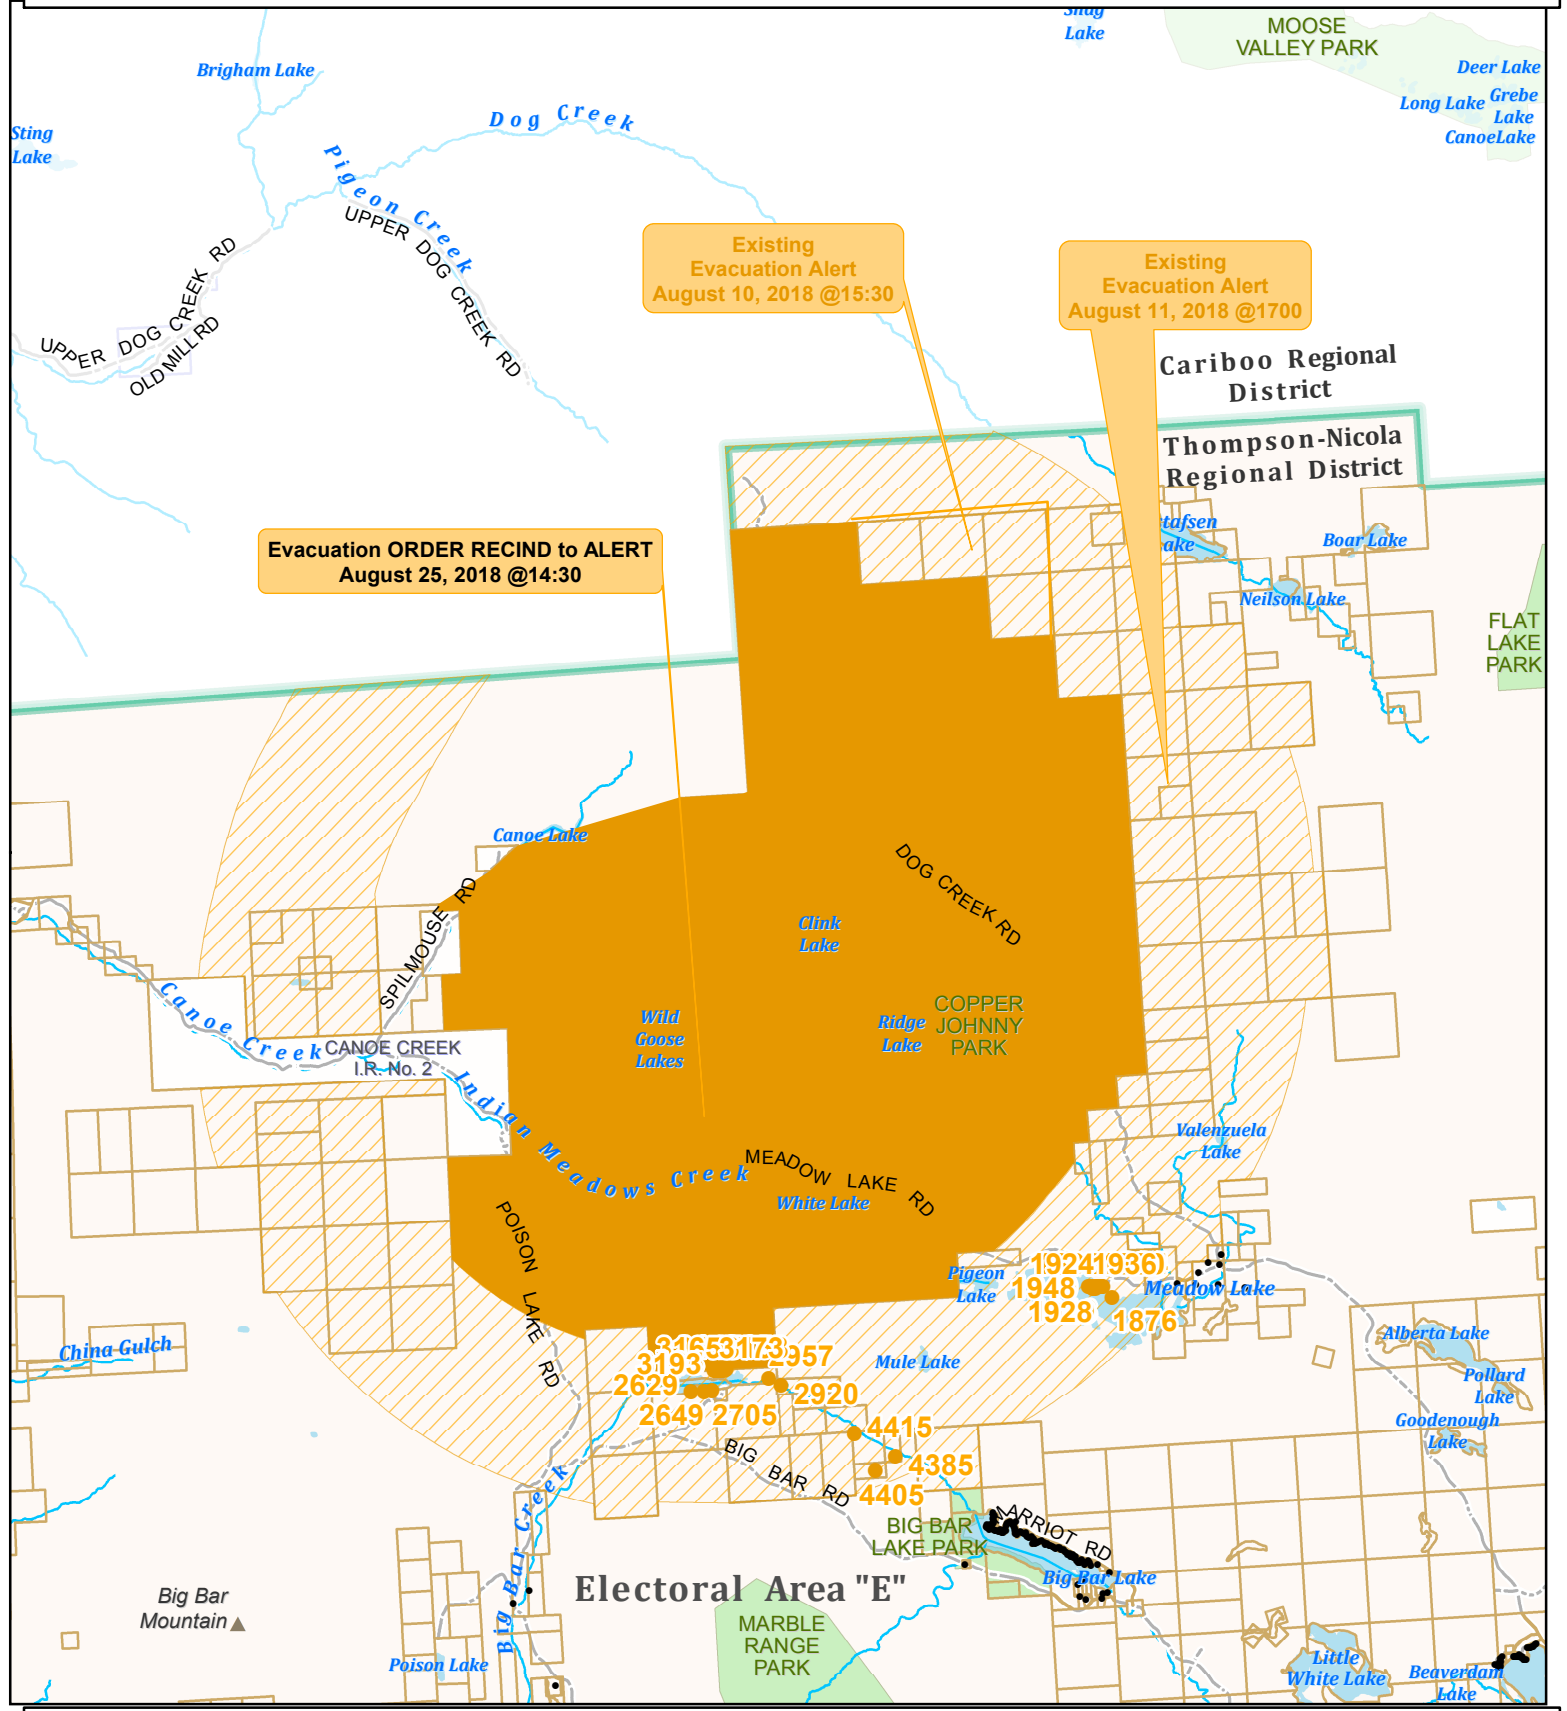 Snag
Lake
MOOSE
VALLEY PARK
Brigham Lake
Deer Lake
Long Lake
Grebe
Lake
CanoeLake
Dog Creek
Sting
Lake
Pigeon Creek
UPPER DOG CREEK RD
UPPER DOG CREEK RD
OLD MILL RD
Existing
Evacuation Alert
August 10, 2018 @15:30
Existing
Evacuation Alert
August 11, 2018 @1700
Cariboo Regional
District
Thompson-Nicola
Regional District
Evacuation ORDER RECIND to ALERT
August 25, 2018 @14:30
tafsen
ake
Boar Lake
Neilson Lake
FLAT
LAKE
PARK
Canoe Lake
SPILMOUSE RD
DOG CREEK RD
Clink
Lake
Canoe Creek
Wild
Goose
Lakes
Ridge
Lake
COPPER
JOHNNY
PARK
CANOE CREEK
I.R. No. 2
Indian Meadows Creek
Valenzuela
Lake
MEADOW LAKE RD
White Lake
POISON LAKE RD
Pigeon
Lake
1924
1936
1948
Meadow Lake
1928
1876
China Gulch
3165
3173
2957
3193
2629
2920
2649
2705
Mule Lake
Alberta Lake
Pollard
Lake
Goodenough
Lake
4415
4385
4405
BIG BAR RD
Big Bar Creek
MARRIOT RD
BIG BAR
LAKE PARK
Big Bar Lake
Electoral Area "E"
Big Bar
Mountain
MARBLE
RANGE
PARK
Poison Lake
Little
White Lake
Beaverdam
Lake